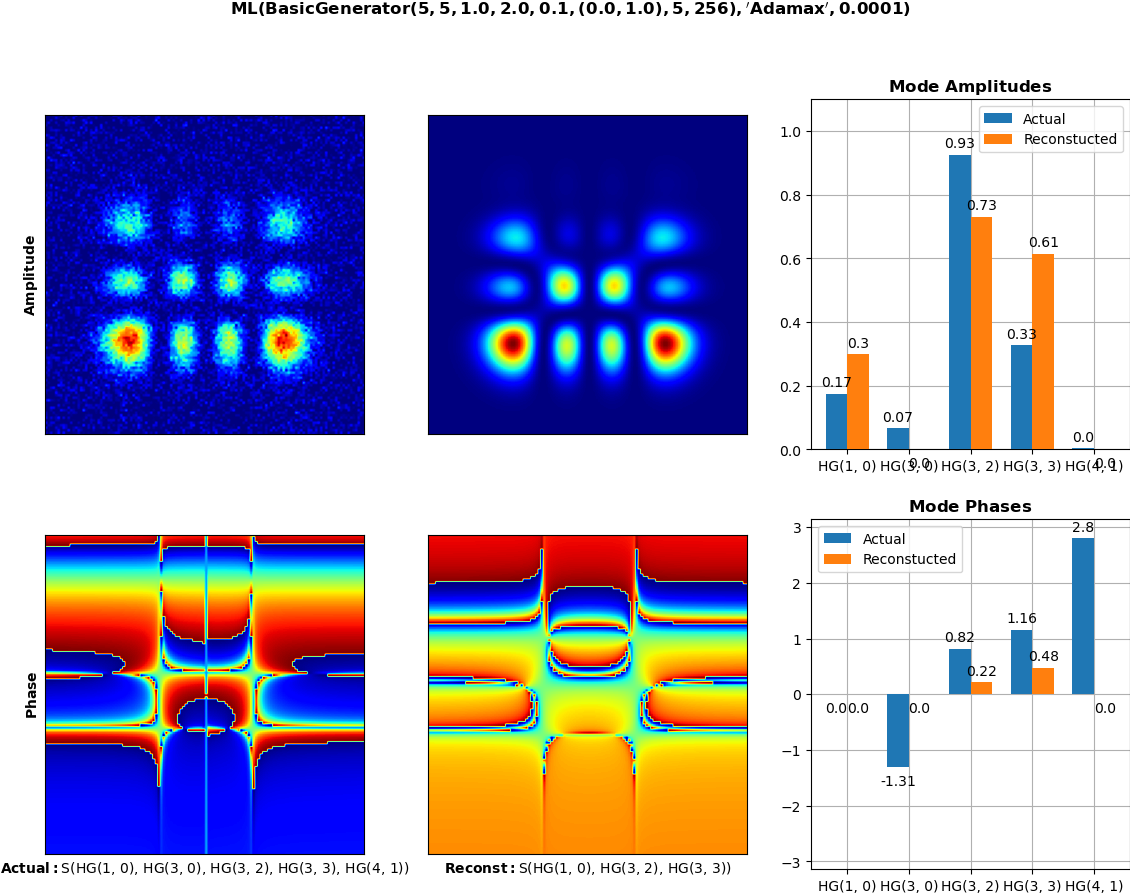 ML(BasicGenerator(5, 5, 1.0, 2.0, 0.1, (0.0, 1.0), 5, 256), 'Adamax', 0.0001)
Amplitude
Mode Amplitudes
Actual
Reconstucted
1.0
0.8
0.6
0.4
0.2
0.0
0.17
0.3
0.07
0.0
0.93
0.73
0.33
0.61
0.0
0.0
HG(1, 0)
HG(3, 0)
HG(3, 2)
HG(3, 3)
HG(4, 1)
Phase
Actual: S(HG(1, 0), HG(3, 0), HG(3, 2), HG(3, 3), HG(4, 1))
Reconst: S(HG(1, 0), HG(3, 2), HG(3, 3))
Mode Phases
Actual
Reconstucted
3
2
1
0
−1
−2
−3
0.0
0.0
-1.31
0.0
0.82
0.22
1.16
0.48
2.8
0.0
HG(1, 0)
HG(3, 0)
HG(3, 2)
HG(3, 3)
HG(4, 1)